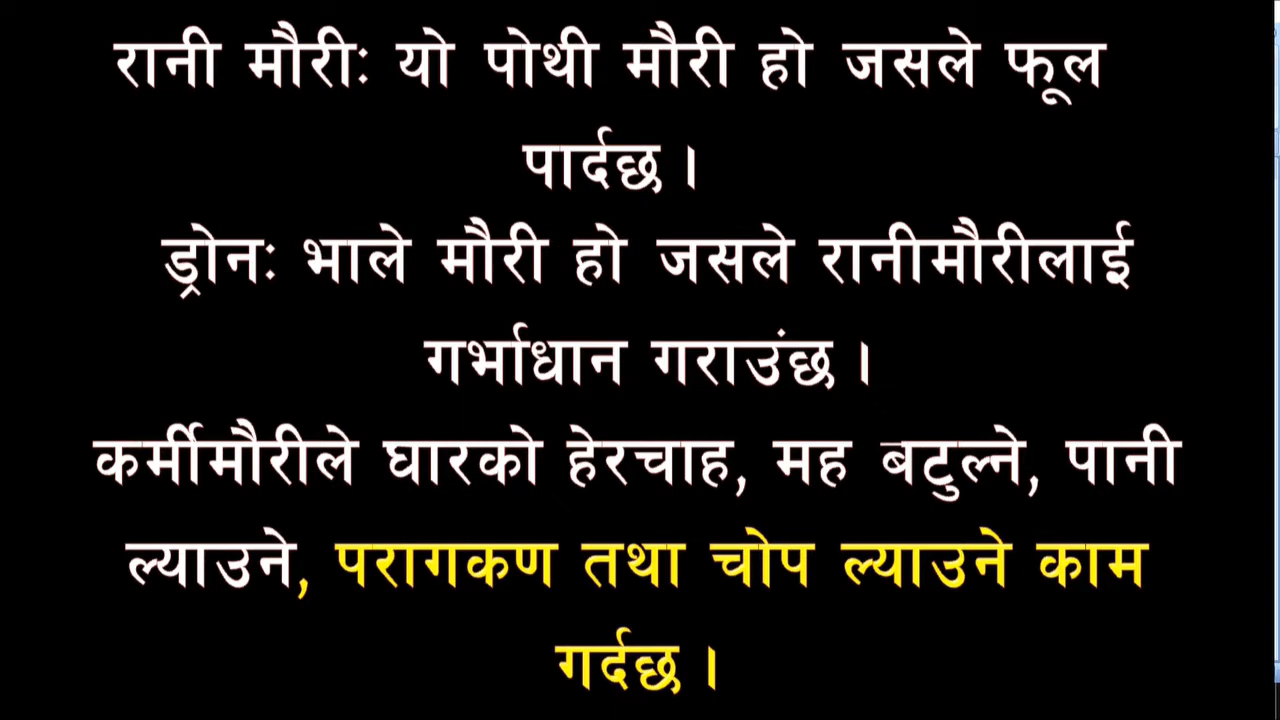 रानी मौरीः यो पोथी मौरी हो जसले फूल
पार्दछ ।
ड्रोनः भाले मौरी हो जसले रानीमौरीलाई
गर्भाधान गराउंछ ।
कर्मीमौरीले घारको हेरचाह, मह बटुल्ने, पानी
ल्याउने, परागकण तथा चोप ल्याउने काम
गर्दछ ।